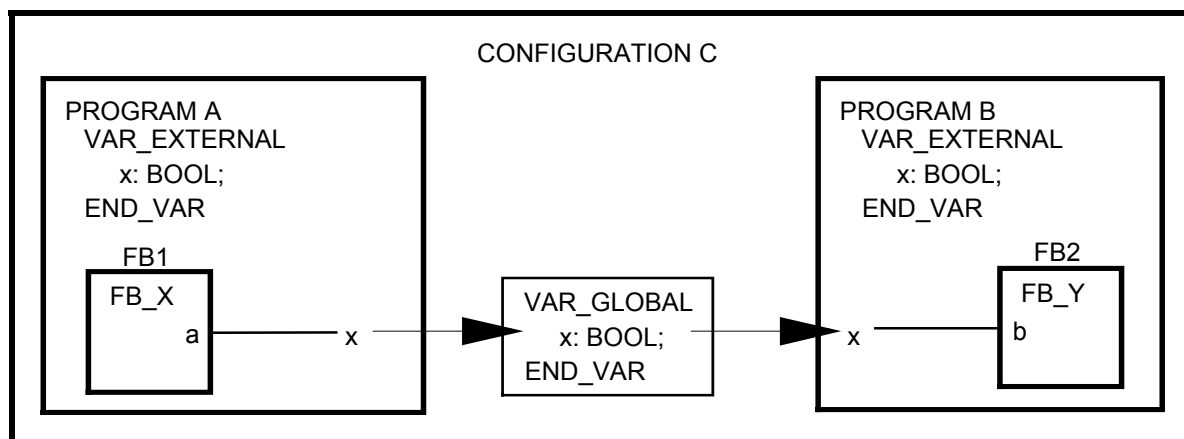 CONFIGURATION C
PROGRAM A
VAR_EXTERNAL
x: BOOL;
END_VAR
FB1
FB_X
a
x
VAR_GLOBAL
x: BOOL;
END_VAR
PROGRAM B
VAR_EXTERNAL
x: BOOL;
END_VAR
FB2
FB_Y
x
b